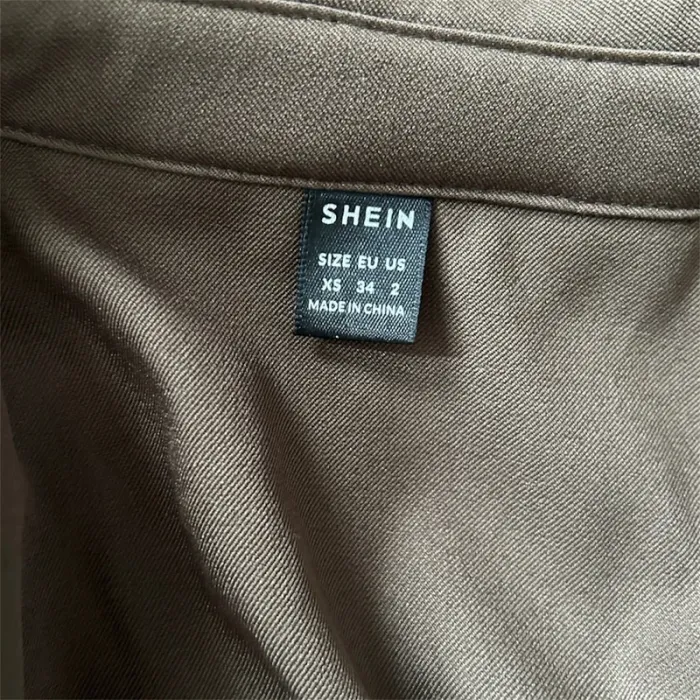 SHEIN
SIZE EU US
XS 34 2
MADE IN CHINA